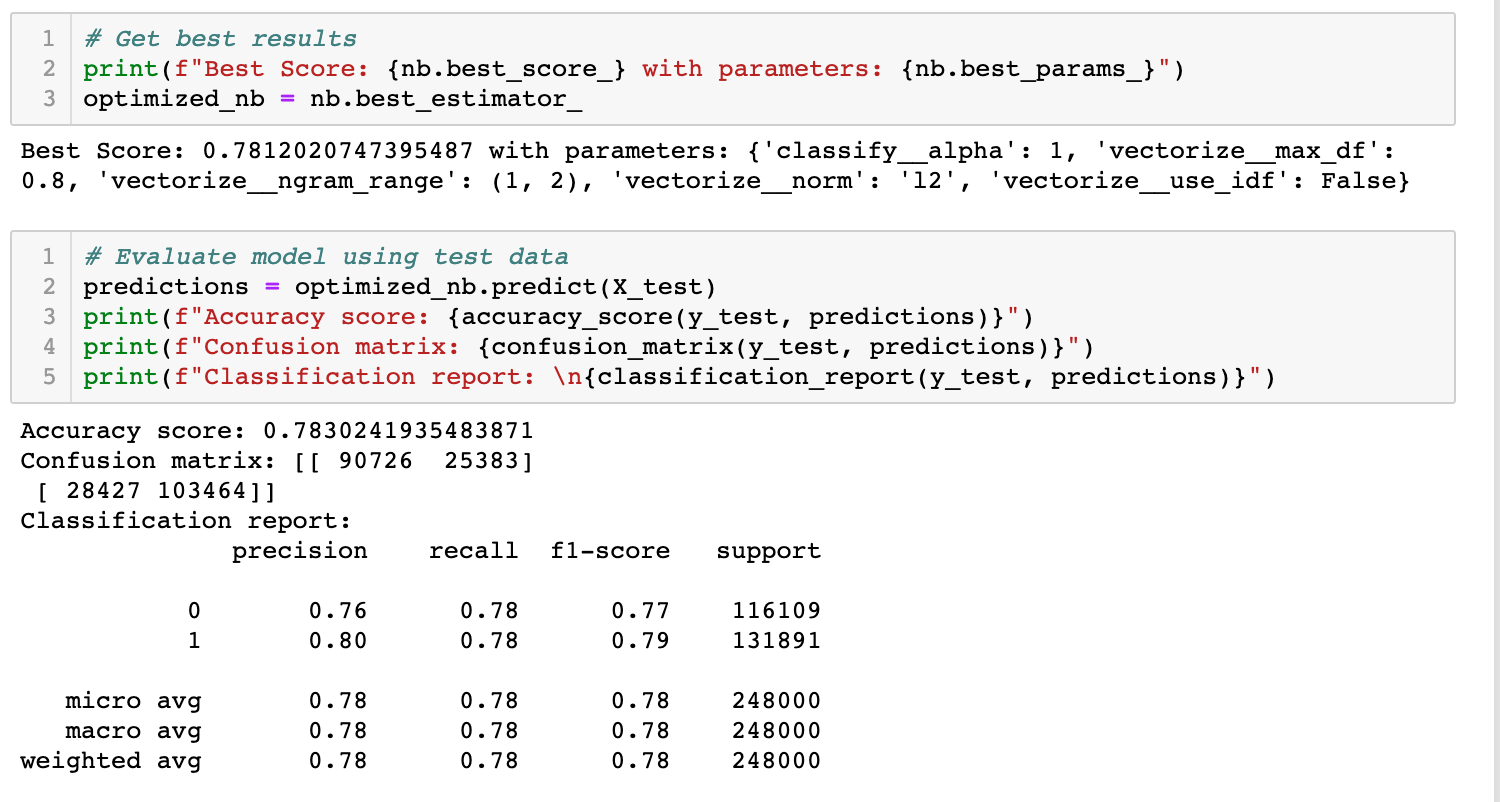 1 # Get best results
2 print(f"Best Score: {nb.best_score_} with parameters: {nb.best_params_}")
3 optimized_nb = nb.best_estimator_
Best Score: 0.7812020747395487 with parameters: {'classify__alpha': 1, 'vectorize__max_df':
0.8, 'vectorize__ngram_range': (1, 2), 'vectorize__norm': 'l2', 'vectorize__use_idf': False}
1 # Evaluate model using test data
2 predictions = optimized_nb.predict(X_test)
3 print(f"Accuracy score: {accuracy_score(y_test, predictions)}")
4 print(f"Confusion matrix: {confusion_matrix(y_test, predictions)}")
5 print(f"Classification report: \n{classification_report(y_test, predictions)}")
Accuracy score: 0.7830241935483871
Confusion matrix: [[ 90726  25383]
 [ 28427 103464]]
Classification report:
              precision    recall  f1-score   support
           0       0.76      0.78      0.77    116109
           1       0.80      0.78      0.79    131891
   micro avg       0.78      0.78      0.78    248000
   macro avg       0.78      0.78      0.78    248000
weighted avg       0.78      0.78      0.78    248000